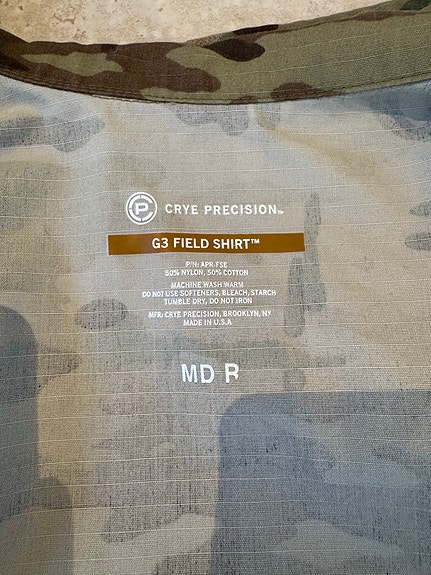 P
CRYE PRECISION™
G3 FIELD SHIRT™
P/N: APR-FSE
50% NYLON, 50% COTTON
MACHINE WASH WARM
DO NOT USE SOFTENERS, BLEACH, STARCH
TUMBLE DRY, DO NOT IRON
MFR: CRYE PRECISION, BROOKLYN, NY
MADE IN U.S.A
MD R